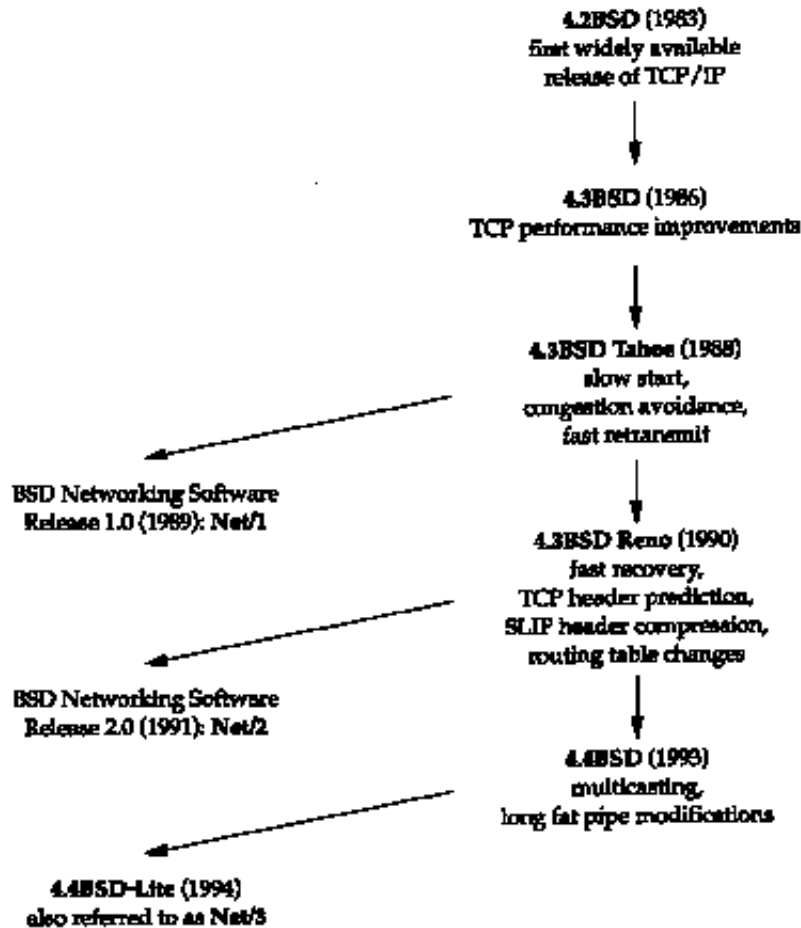 4.2BSD (1983)
first widely available
release of TCP/IP
4.3BSD (1986)
TCP performance improvements
4.3BSD Tahoe (1988)
slow start,
congestion avoidance,
fast retransmit
BSD Networking Software
Release 1.0 (1989): Net/1
4.3BSD Reno (1990)
fast recovery,
TCP header prediction,
SLIP header compression,
routing table changes
BSD Networking Software
Release 2.0 (1991): Net/2
4.4BSD (1993)
multicasting,
long fat pipe modifications
4.4BSD-Lite (1994)
also referred to as Net/3